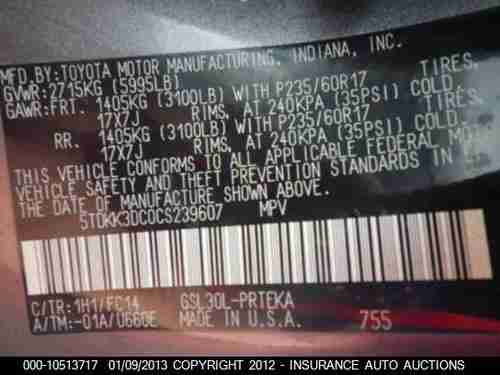 MFD.BY:TOYOTA MOTOR MANUFACTURING, INDIANA, INC.
GVWR:2715KG (5995LB)
GAWR:FRT. 1405KG (3100LB) WITH P235/60R17 TIRES.
17X7J RIMS, AT 240KPA (35PSI) COLD.
RR. 1405KG (3100LB) WITH P235/60R17 TIRES.
17X7J RIMS, AT 240KPA (35PSI) COLD.
THIS VEHICLE CONFORMS TO ALL APPLICABLE FEDERAL
VEHICLE SAFETY AND THEFT PREVENTION STANDARDS IN
ON THE DATE OF MANUFACTURE SHOWN ABOVE.
5TDKK3DC0CS239607 MPV
C/TR:1H1/FC14 GSL30L-PRTEKA
A/TM:-01A/U660E MADE IN U.S.A. 755
000-10513717 01/09/2013 COPYRIGHT 2012 - INSURANCE AUTO AUCTIONS